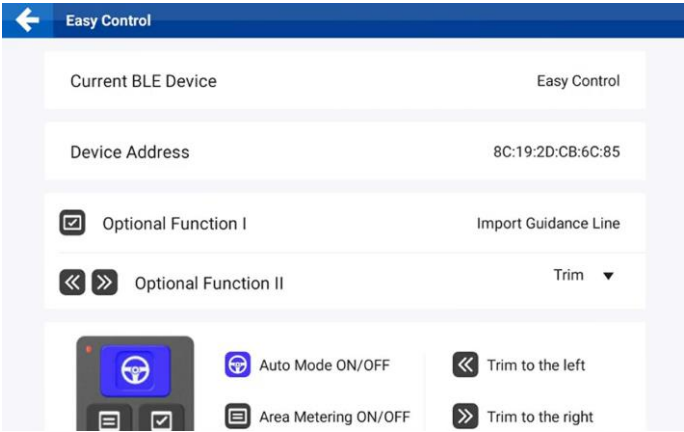 Easy Control
Current BLE Device Easy Control
Device Address 8C:19:2D:CB:6C:85
Optional Function I Import Guidance Line
Optional Function II Trim
Auto Mode ON/OFF Trim to the left
Area Metering ON/OFF Trim to the right